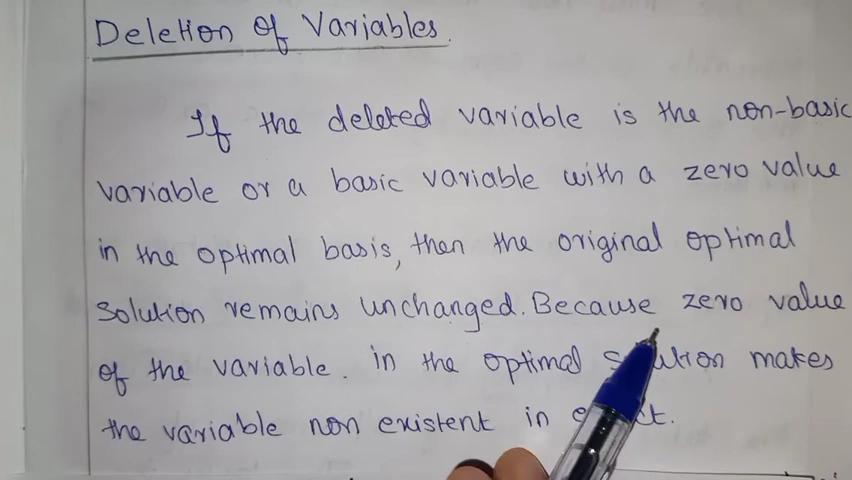 Deletion of Variables.
If the deleted variable is the non-basic
variable or a basic variable with a zero value
in the optimal basis, then the original optimal
Solution remains unchanged. Because zero value
of the variable. in the optimal makes
the variable non existent in